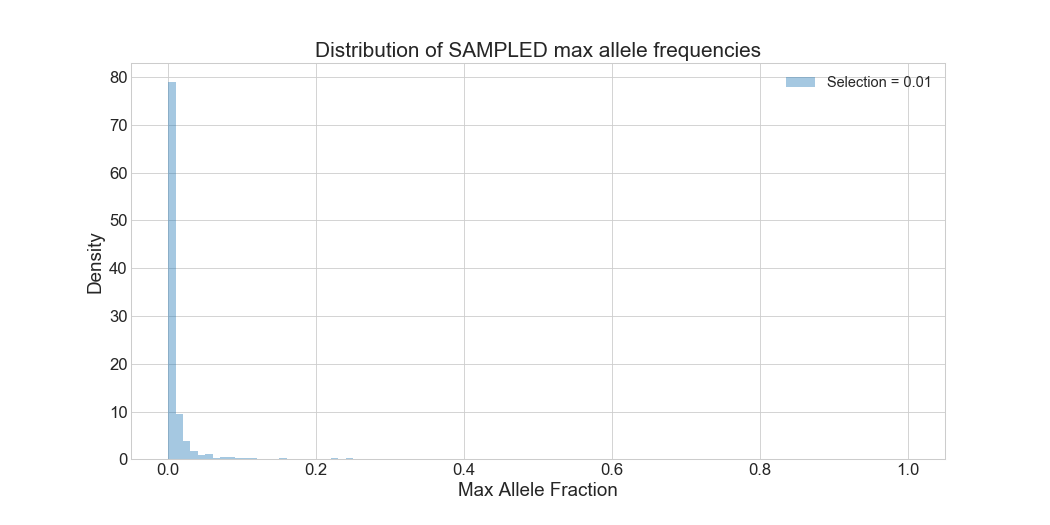 Distribution of SAMPLED max allele frequencies
Selection = 0.01
80
70
60
50
40
30
20
10
0
Density
0.0 0.2 0.4 0.6 0.8 1.0
Max Allele Fraction